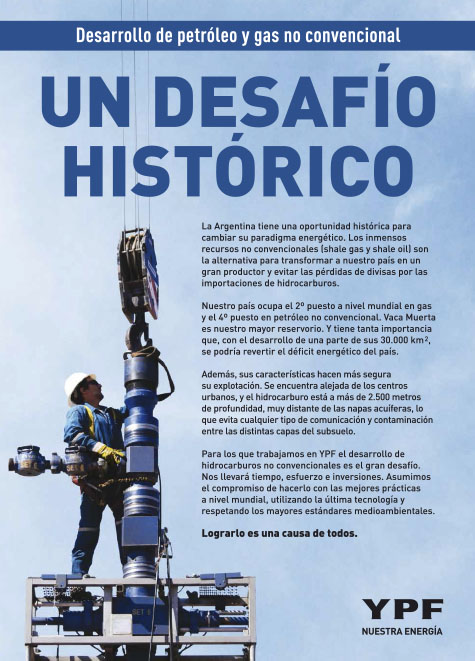 Desarrollo de petróleo y gas no convencional
UN DESAFÍO
HISTÓRICO
La Argentina tiene una oportunidad histórica para
cambiar su paradigma energético. Los inmensos
recursos no convencionales (shale gas y shale oil) son
la alternativa para transformar a nuestro país en un
gran productor y evitar las pérdidas de divisas por las
importaciones de hidrocarburos.
Nuestro país ocupa el 2º puesto a nivel mundial en gas
y el 4º puesto en petróleo no convencional. Vaca Muerta
es nuestro mayor reservorio. Y tiene tanta importancia
que, con el desarrollo de una parte de sus 30.000 km², 
se podría revertir el déficit energético del país.
Además, sus características hacen más segura
su explotación. Se encuentra alejada de los centros
urbanos, y el hidrocarburo está a más de 2.500 metros
de profundidad, muy distante de las napas acuíferas, lo
que evita cualquier tipo de comunicación y contaminación
entre las distintas capas del subsuelo.
Para los que trabajamos en YPF el desarrollo de
hidrocarburos no convencionales es el gran desafío.
Nos llevará tiempo, esfuerzo e inversiones. Asumimos
el compromiso de hacerlo con las mejores prácticas
a nivel mundial, utilizando la última tecnología y
respetando los mayores estándares medioambientales.
Lograrlo es una causa de todos.
YPF
NUESTRA ENERGÍA